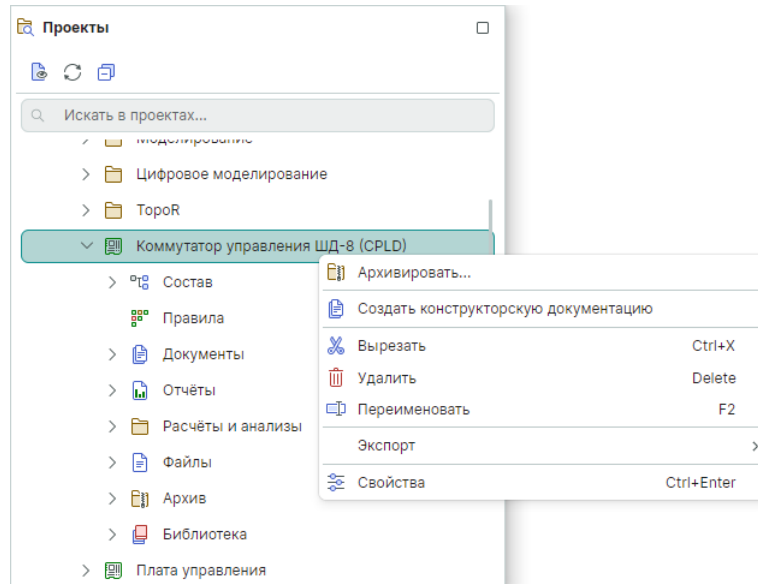 Проекты
Искать в проектах...
Моделирование
Цифровое моделирование
TopoR
Коммутатор управления ШД-8 (CPLD)
Состав
Архивировать...
Правила
Создать конструкторскую документацию
Документы
Вырезать Ctrl+X
Отчёты
Удалить Delete
Переименовать F2
Расчёты и анализы
Экспорт
Файлы
Свойства Ctrl+Enter
Архив
Библиотека
Плата управления